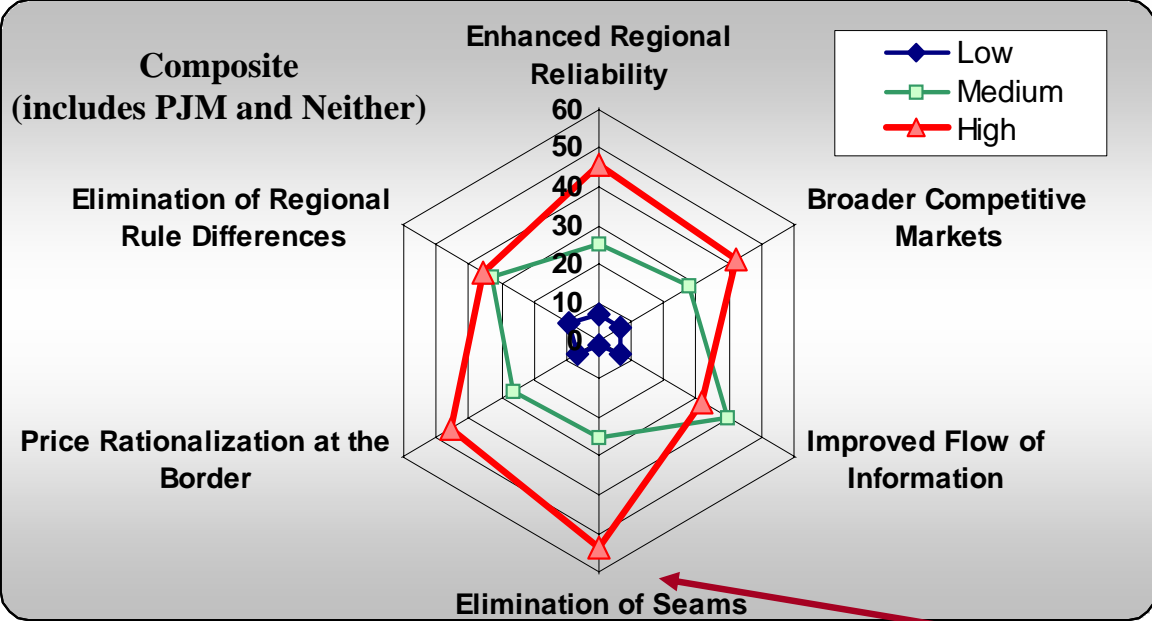 Enhanced Regional
Reliability
Composite
(includes PJM and Neither)
Low
Medium
High
60
50
40
30
20
10
0
Elimination of Regional
Rule Differences
Broader Competitive
Markets
Price Rationalization at the
Border
Improved Flow of
Information
Elimination of Seams